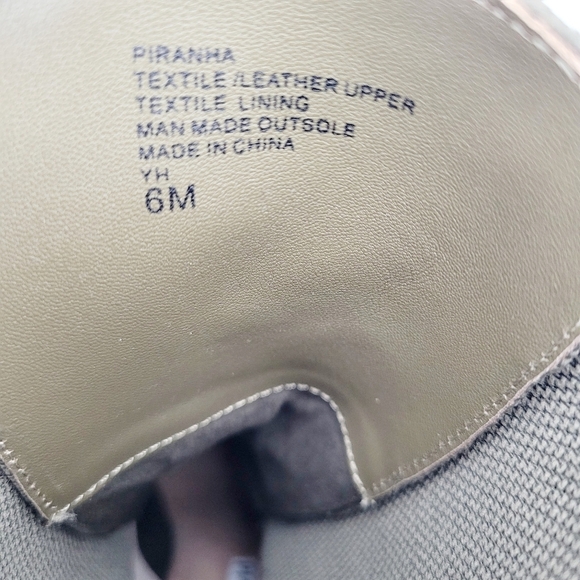 PIRANHA
TEXTILE/LEATHER UPPER
TEXTILE LINING
MAN MADE OUTSOLE
MADE IN CHINA
YH
6M